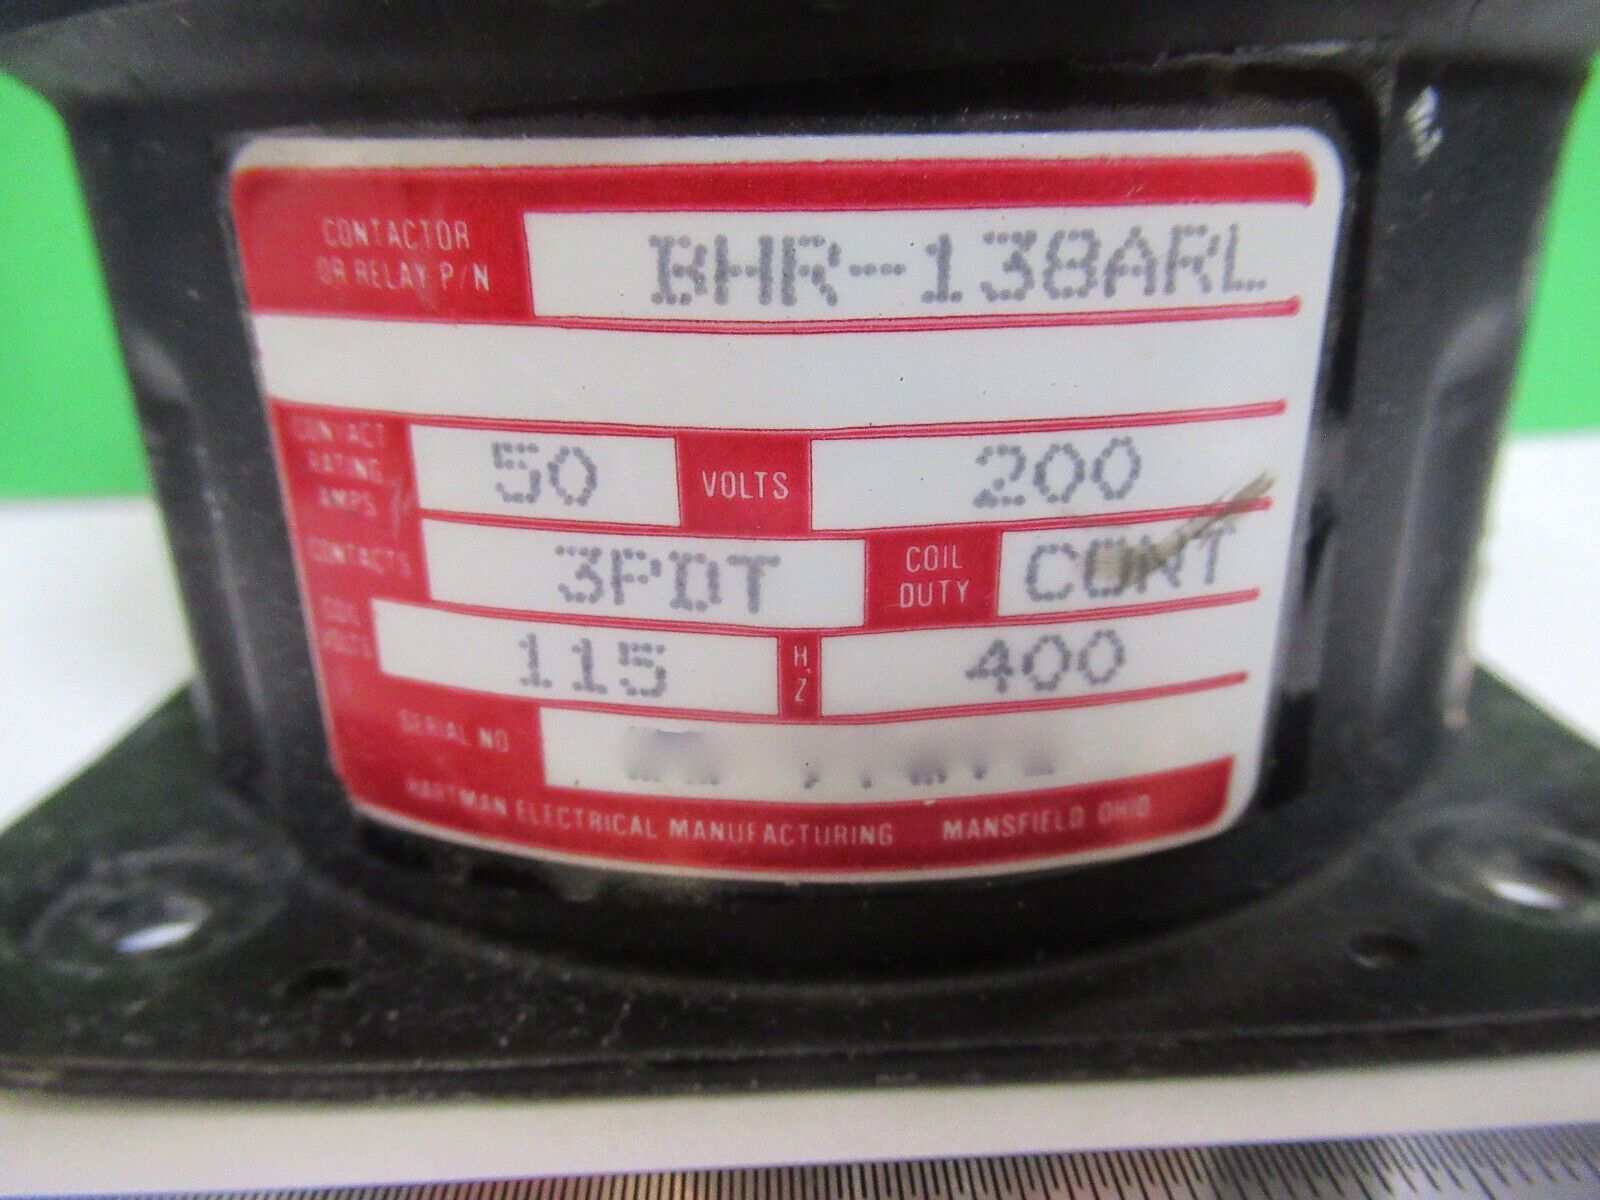 CONTACTOR
OR RELAY P/N BHR-138ARL
CONTACT
RATING
AMPS 50 VOLTS 200
CONTACTS 3PDT COIL
DUTY CONT
COIL
VOLTS 115 HZ 400
SERIAL NO
HARTMAN ELECTRICAL MANUFACTURING MANSFIELD OHIO